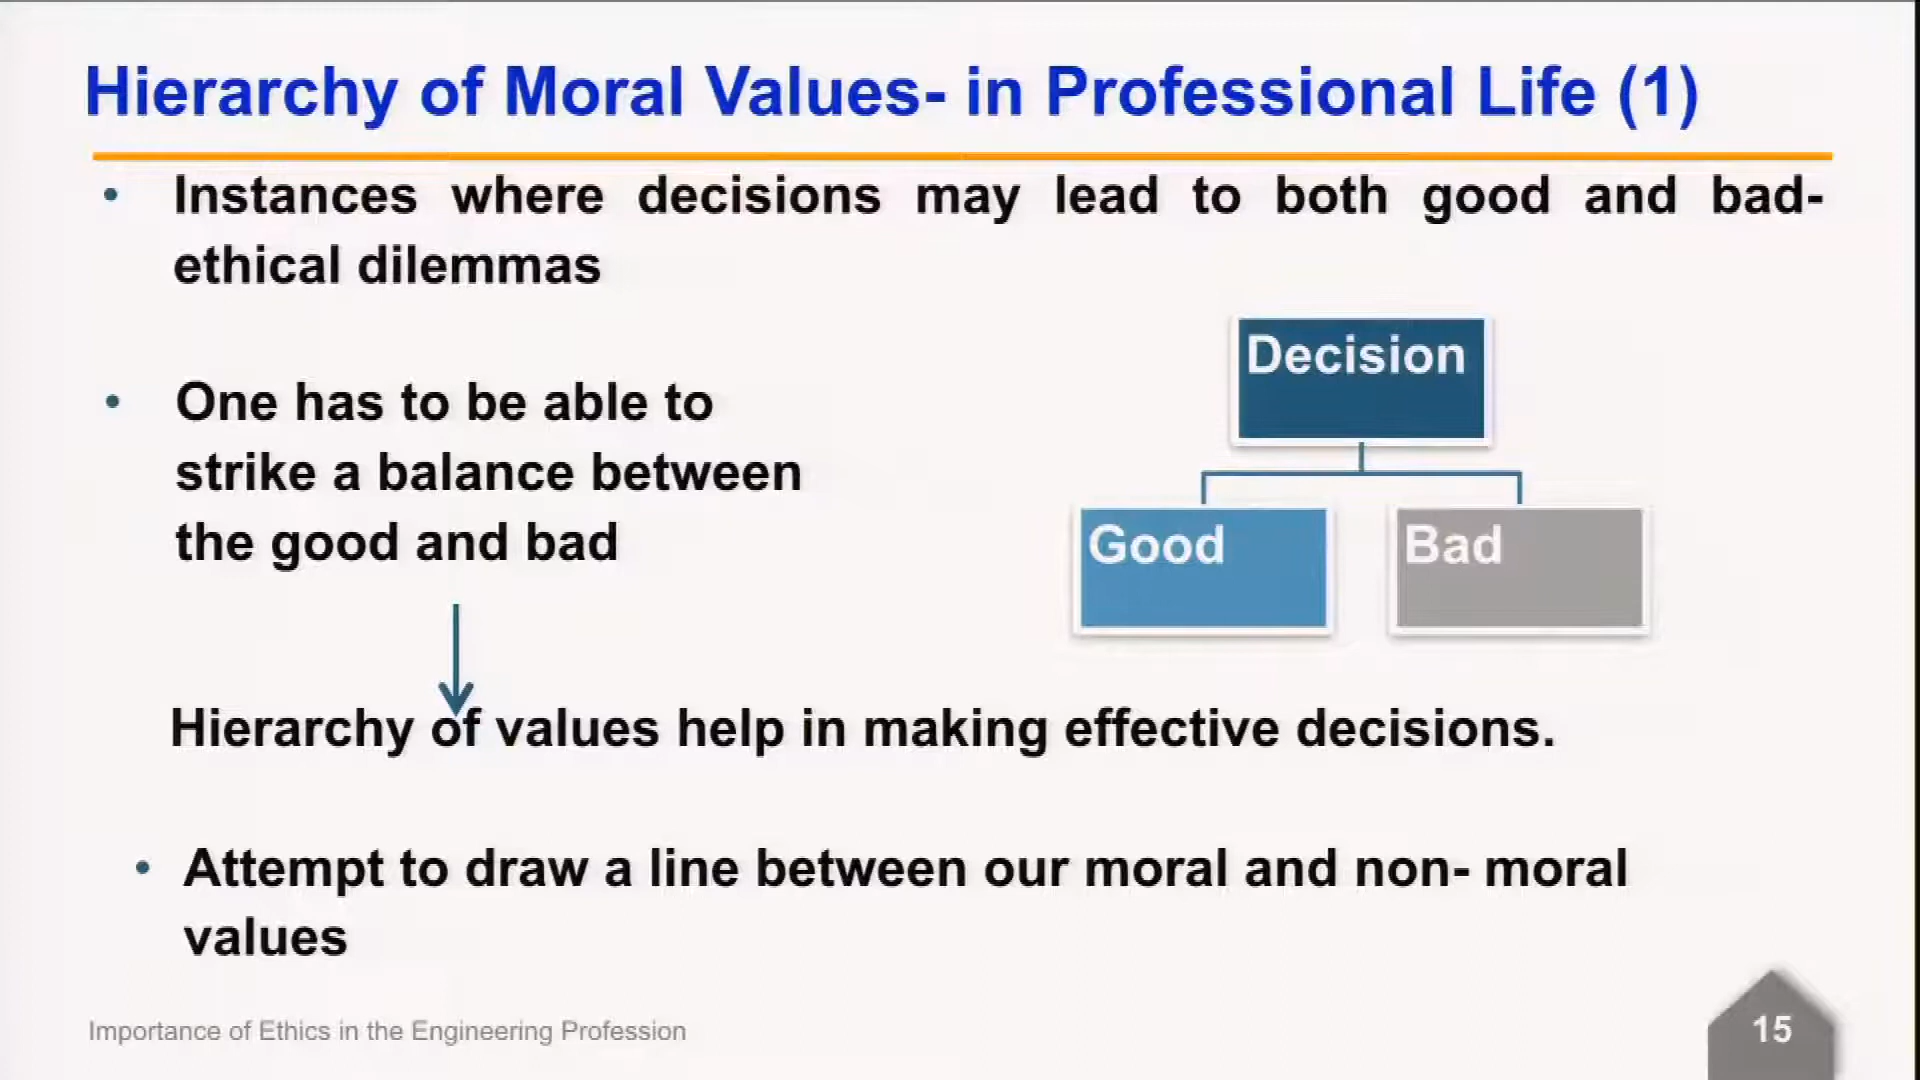 Hierarchy of Moral Values- in Professional Life (1)
• Instances where decisions may lead to both good and bad-
ethical dilemmas
Decision
• One has to be able to
strike a balance between
the good and bad
Good
Bad
Hierarchy of values help in making effective decisions.
• Attempt to draw a line between our moral and non- moral
values
Importance of Ethics in the Engineering Profession
15